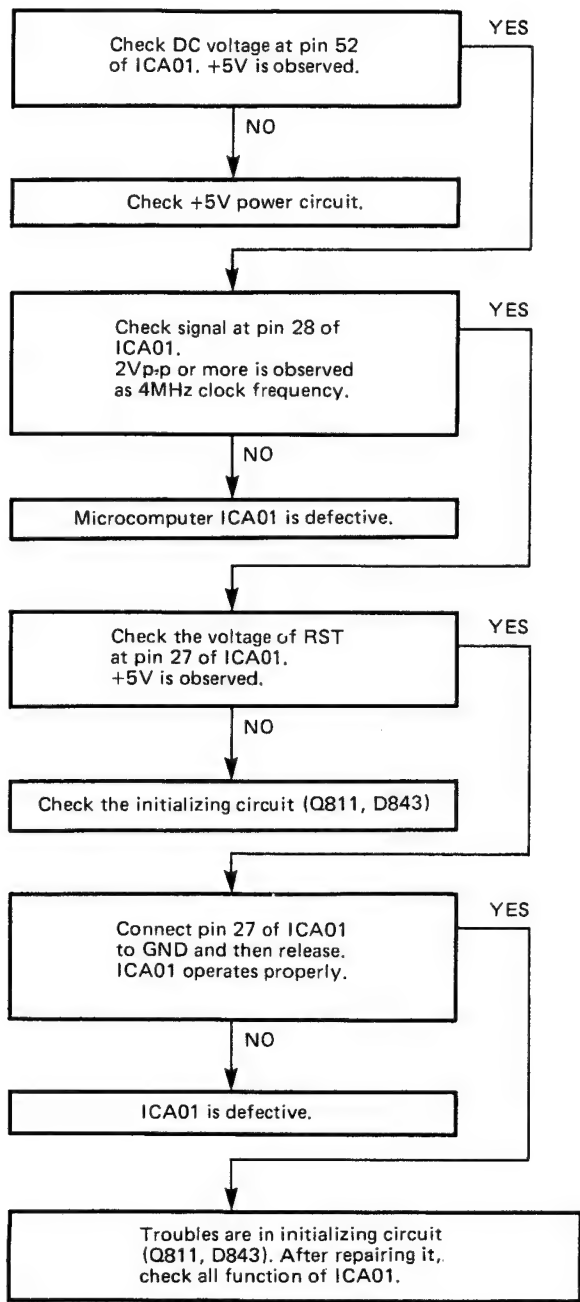 Check DC voltage at pin 52
of ICA01. +5V is observed.
YES
NO
Check +5V power circuit.
Check signal at pin 28 of
ICA01.
2Vp-p or more is observed
as 4MHz clock frequency.
YES
NO
Microcomputer ICA01 is defective.
Check the voltage of RST
at pin 27 of ICA01.
+5V is observed.
YES
NO
Check the initializing circuit (Q811, D843)
Connect pin 27 of ICA01
to GND and then release.
ICA01 operates properly.
YES
NO
ICA01 is defective.
Troubles are in initializing circuit
(Q811, D843). After repairing it,
check all function of ICA01.